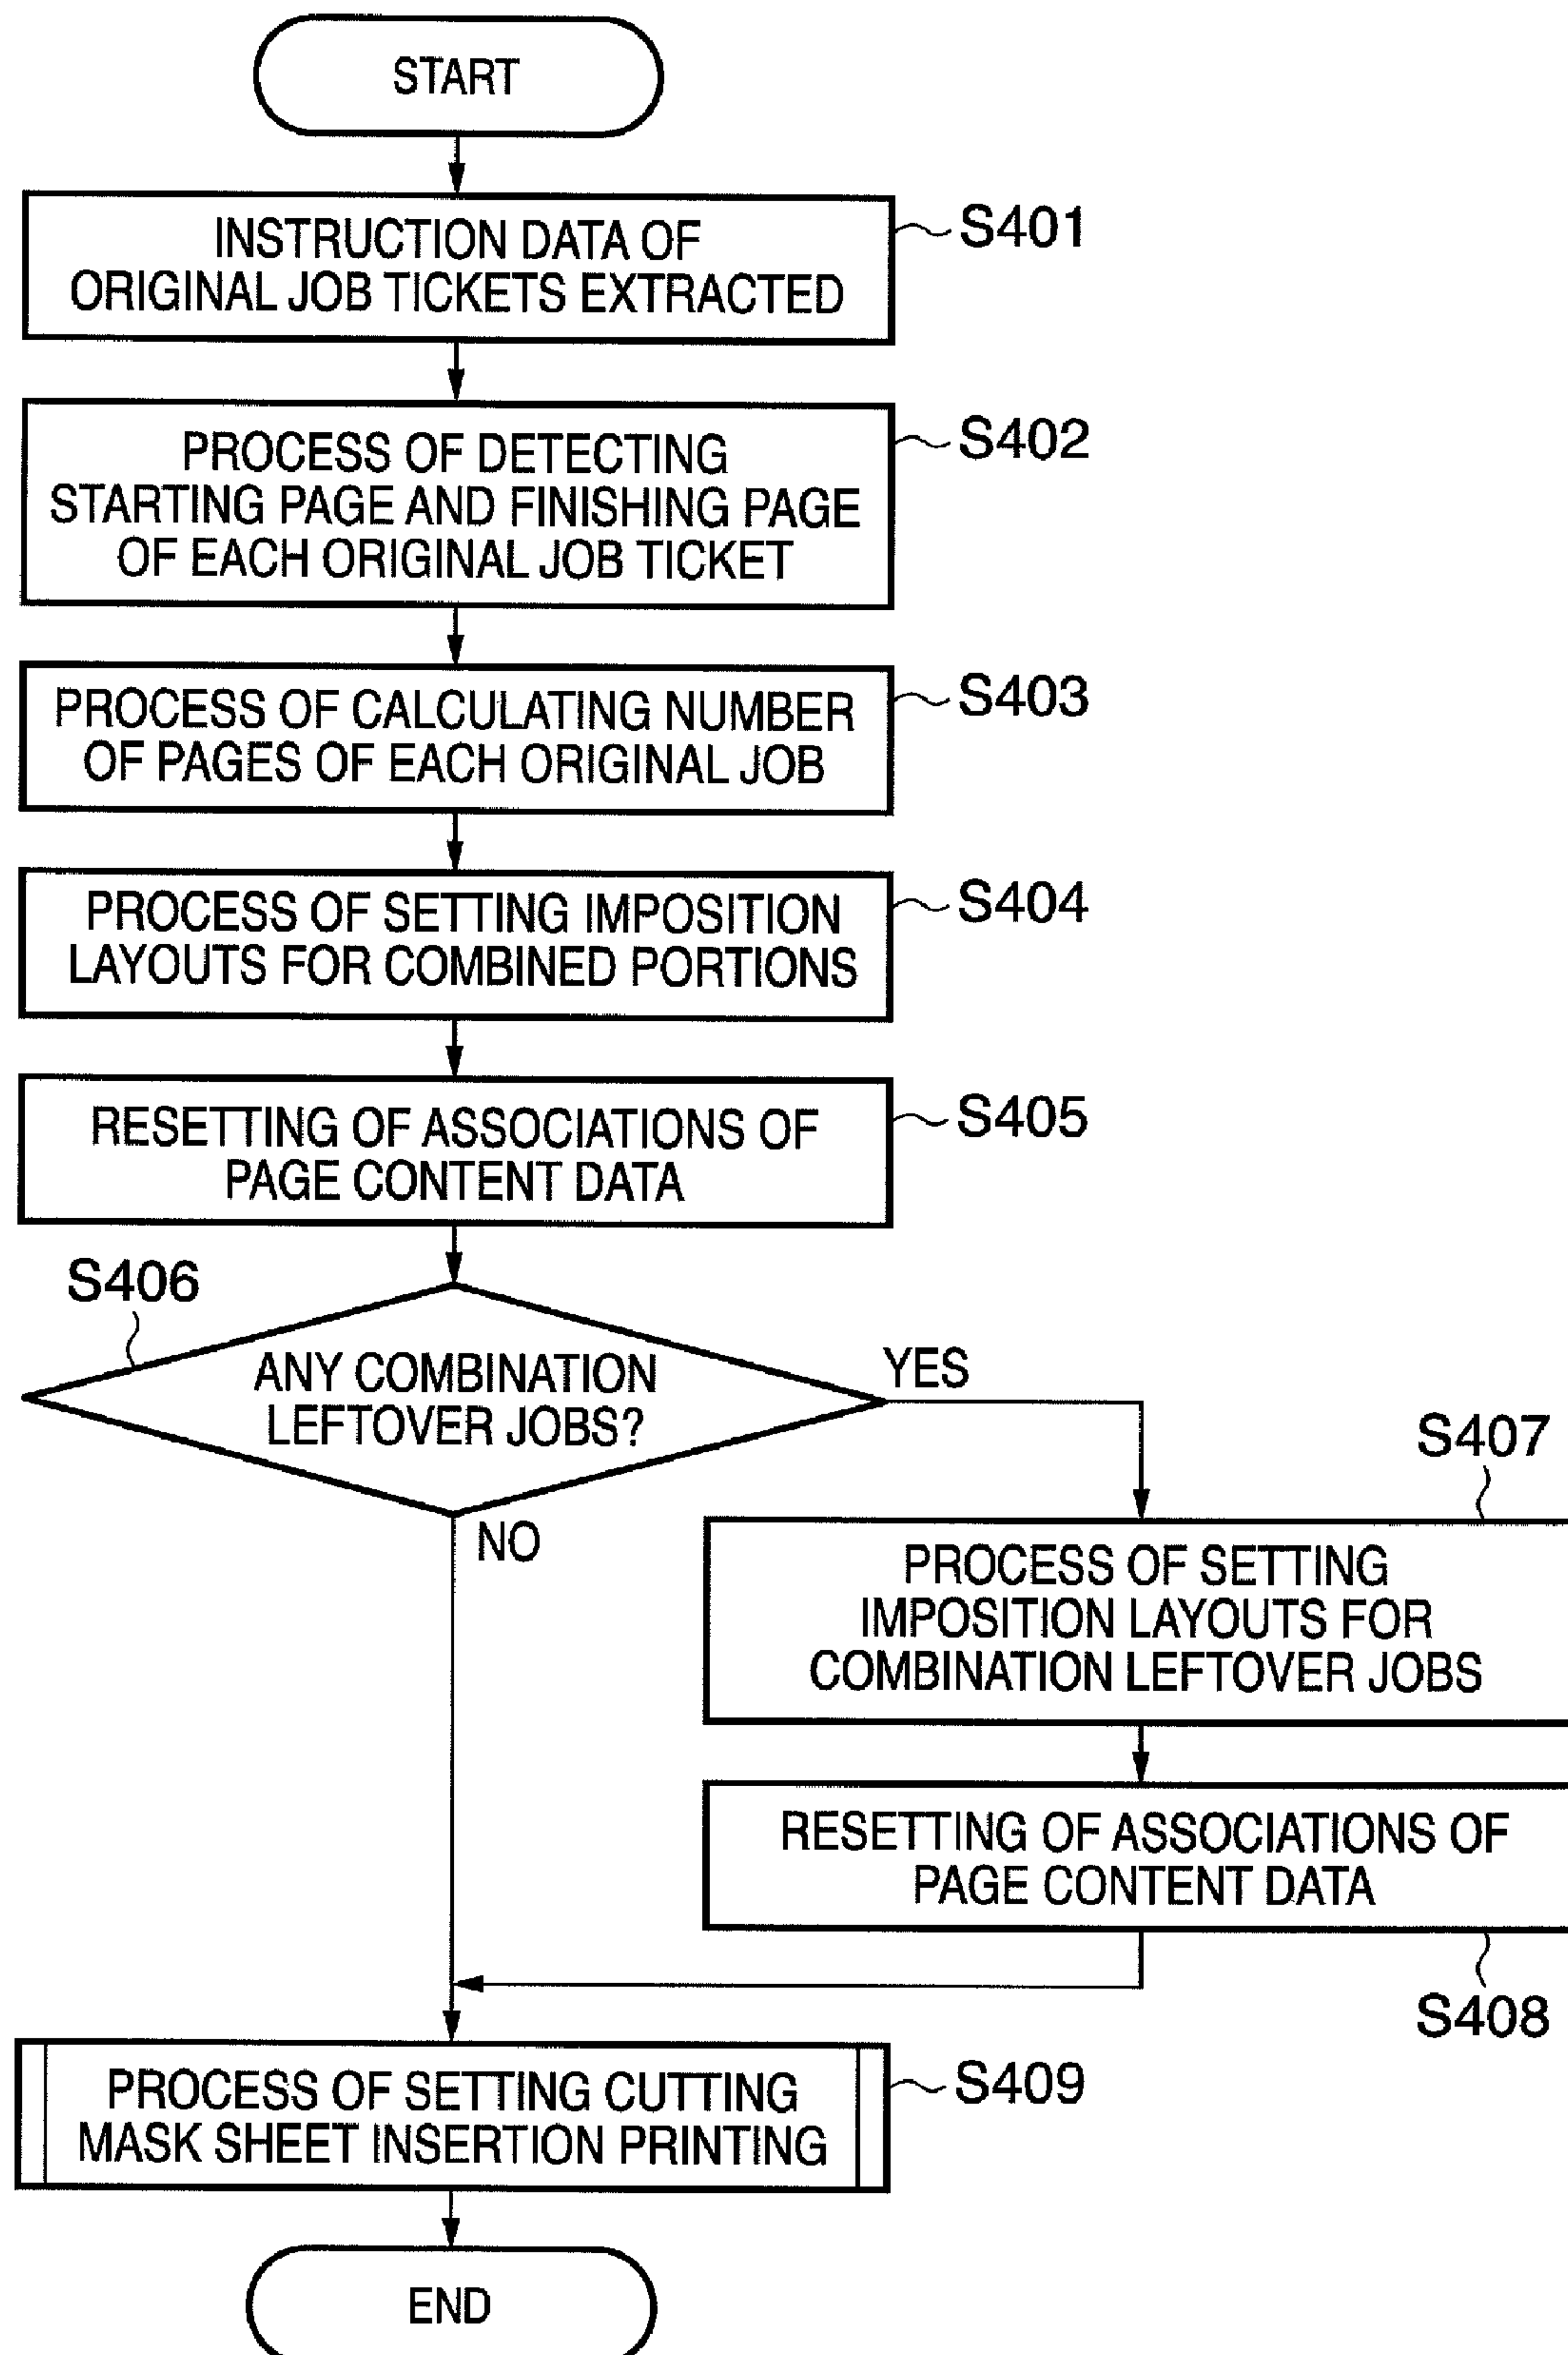 START
INSTRUCTION DATA OF
ORIGINAL JOB TICKETS EXTRACTED
S401
PROCESS OF DETECTING
STARTING PAGE AND FINISHING PAGE
OF EACH ORIGINAL JOB TICKET
S402
PROCESS OF CALCULATING NUMBER
OF PAGES OF EACH ORIGINAL JOB
S403
PROCESS OF SETTING IMPOSITION
LAYOUTS FOR COMBINED PORTIONS
S404
RESETTING OF ASSOCIATIONS OF
PAGE CONTENT DATA
S405
S406
ANY COMBINATION
LEFTOVER JOBS?
YES
NO
S407
PROCESS OF SETTING
IMPOSITION LAYOUTS FOR
COMBINATION LEFTOVER JOBS
RESETTING OF ASSOCIATIONS OF
PAGE CONTENT DATA
S408
PROCESS OF SETTING CUTTING
MASK SHEET INSERTION PRINTING
S409
END